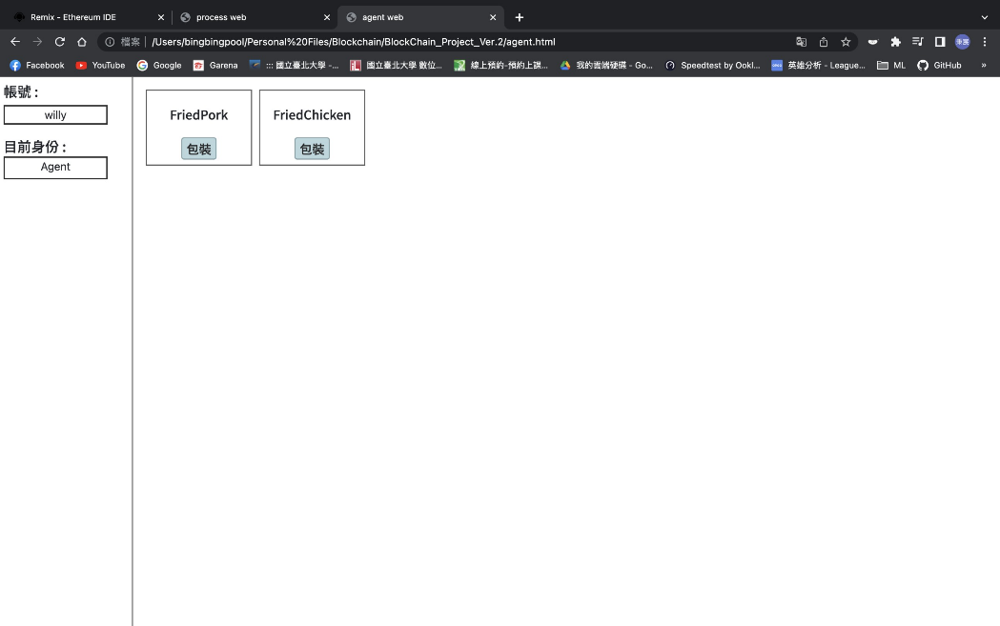 Remix - Ethereum IDE
process web
agent web
檔案 /Users/bingbingpool/Personal%20Files/Blockchain/BlockChain_Project_Ver.2/agent.html
Facebook
YouTube
Google
Garena
::: 國立臺北大學 -...
國立臺北大學 數位...
線上預約-預約上課...
我的雲端硬碟 - Go...
Speedtest by Ookl...
英雄分析 - League...
ML
GitHub
»
帳號 :
willy
目前身份 :
Agent
FriedPork
包裝
FriedChicken
包裝